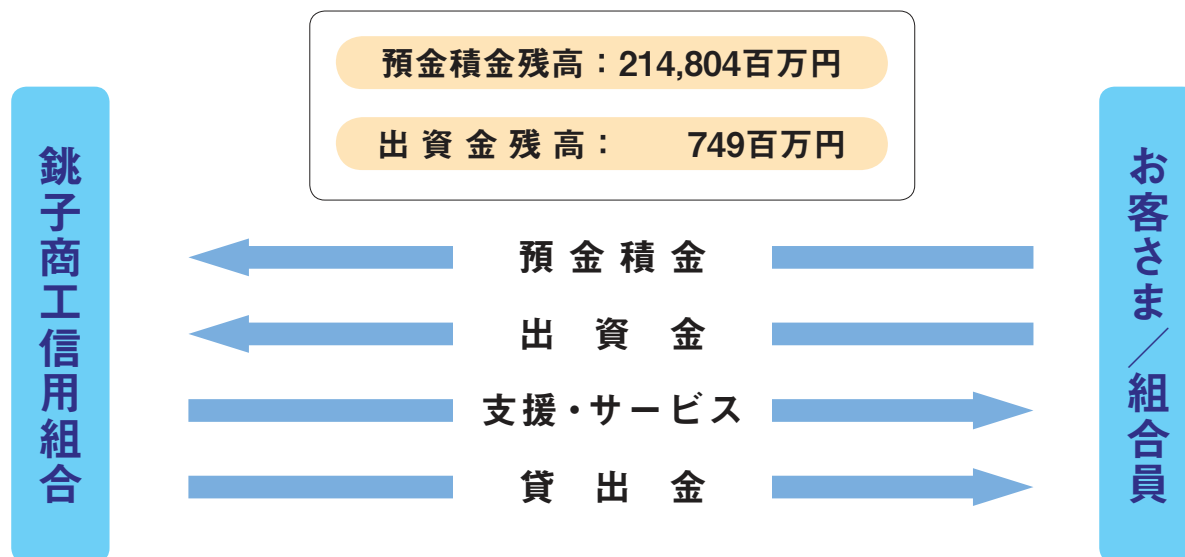 預金積金残高：214,804百万円
出資金残高： 749百万円
銚子商工信用組合
お客さま／組合員
預金積金
出資金
支援・サービス
貸出金